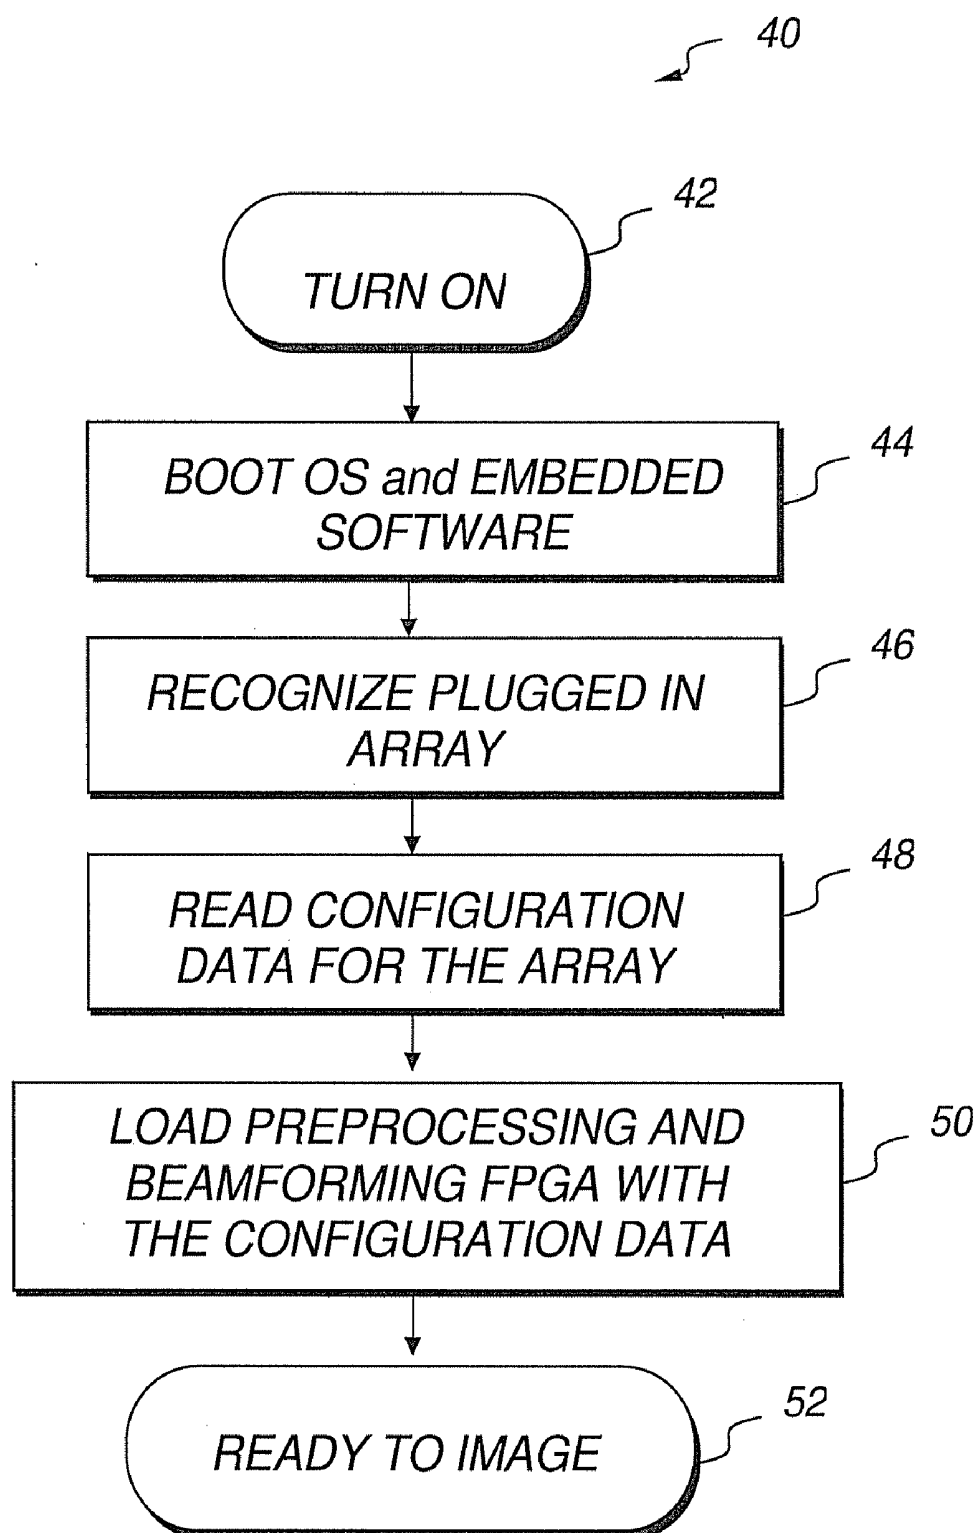 40
42
TURN ON
44
BOOT OS and EMBEDDED
SOFTWARE
46
RECOGNIZE PLUGGED IN
ARRAY
48
READ CONFIGURATION
DATA FOR THE ARRAY
50
LOAD PREPROCESSING AND
BEAMFORMING FPGA WITH
THE CONFIGURATION DATA
52
READY TO IMAGE